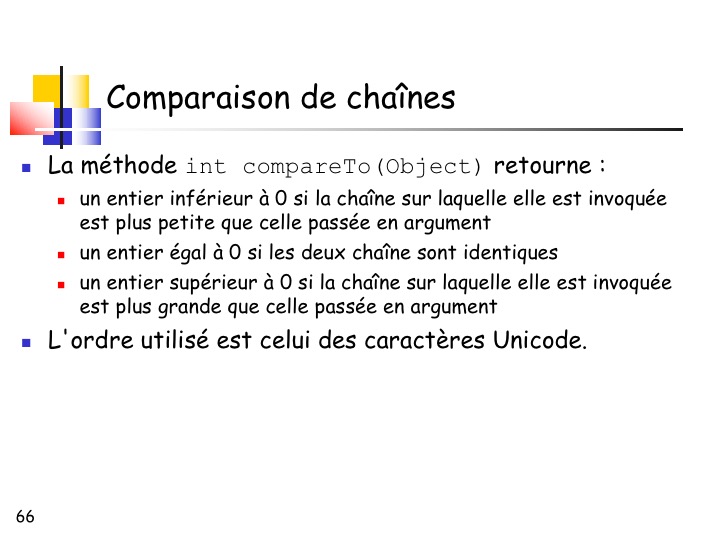 Comparaison de chaînes
La méthode int compareTo(Object) retourne :
un entier inférieur à 0 si la chaîne sur laquelle elle est invoquée
est plus petite que celle passée en argument
un entier égal à 0 si les deux chaîne sont identiques
un entier supérieur à 0 si la chaîne sur laquelle elle est invoquée
est plus grande que celle passée en argument
L'ordre utilisé est celui des caractères Unicode.
66